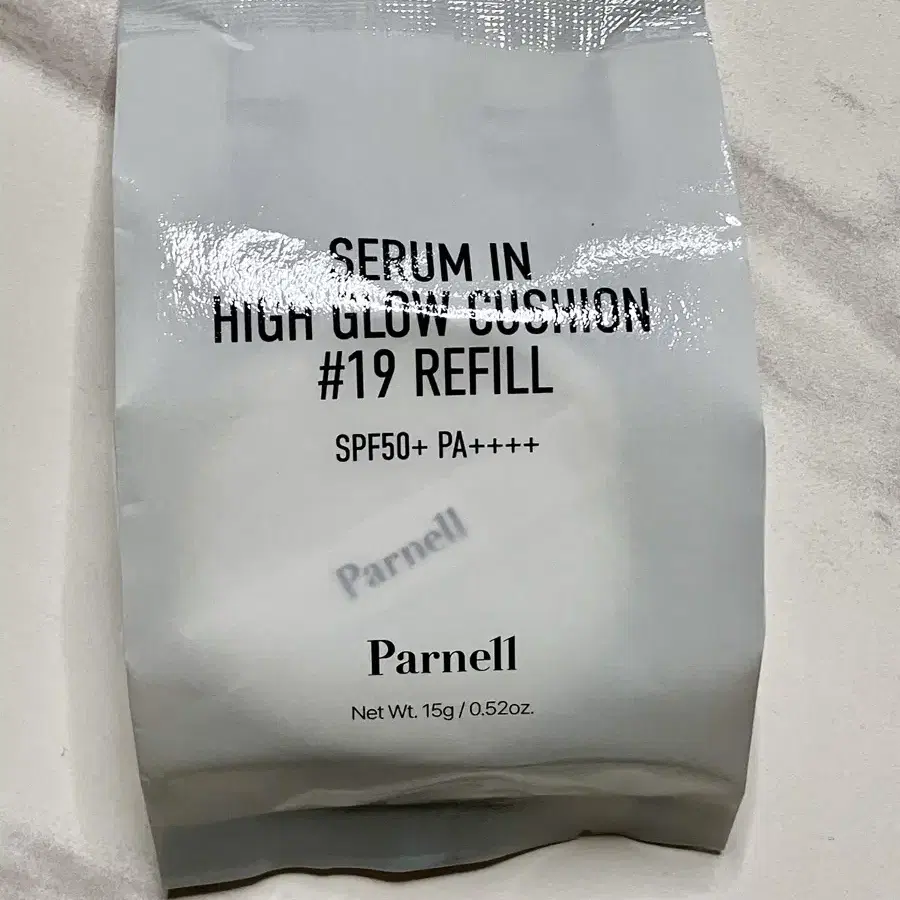 SERUM IN
HIGH GLOW CUSHION
#19 REFILL
SPF50+ PA++++
Parnell
Parnell
Net Wt. 15g / 0.52oz.